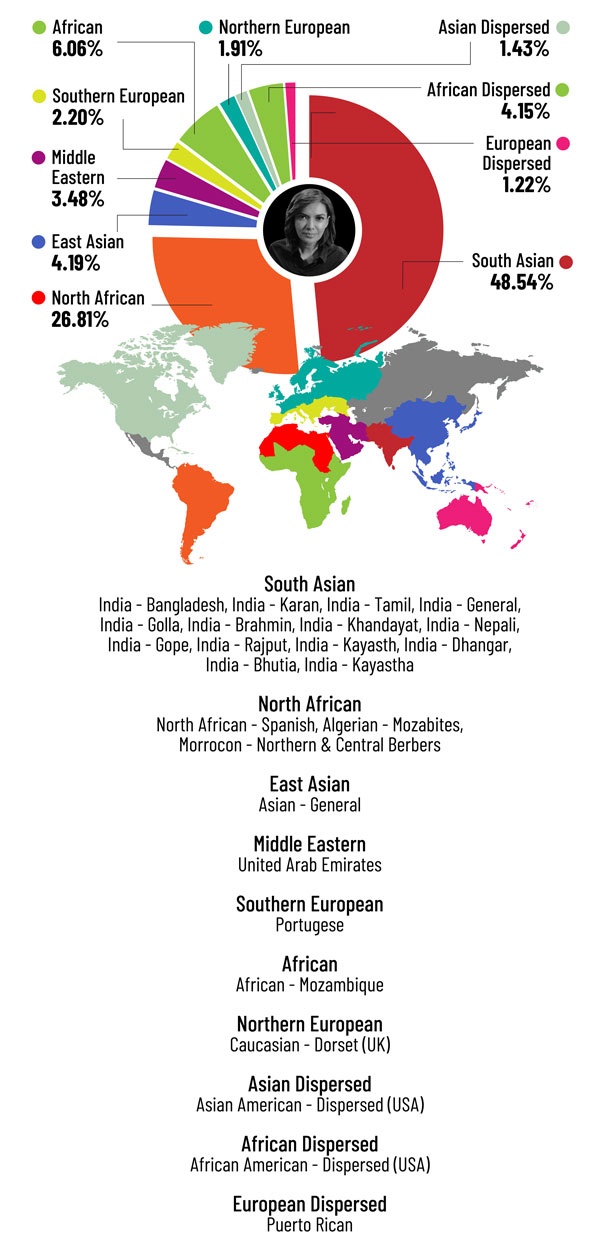 African
6.06%
Northern European
1.91%
Asian Dispersed
1.43%
Southern European
2.20%
African Dispersed
4.15%
Middle
Eastern
3.48%
European
Dispersed
1.22%
East Asian
4.19%
South Asian
48.54%
North African
26.81%
South Asian
India - Bangladesh, India - Karan, India - Tamil, India - General,
India - Golla, India - Brahmin, India - Khandayat, India - Nepali,
India - Gope, India - Rajput, India - Kayasth, India - Dhangar,
India - Bhutia, India - Kayastha
North African
North African - Spanish, Algerian - Mozabites,
Morrocon - Northern & Central Berbers
East Asian
Asian - General
Middle Eastern
United Arab Emirates
Southern European
Portugese
African
African - Mozambique
Northern European
Caucasian - Dorset (UK)
Asian Dispersed
Asian American - Dispersed (USA)
African Dispersed
African American - Dispersed (USA)
European Dispersed
Puerto Rican